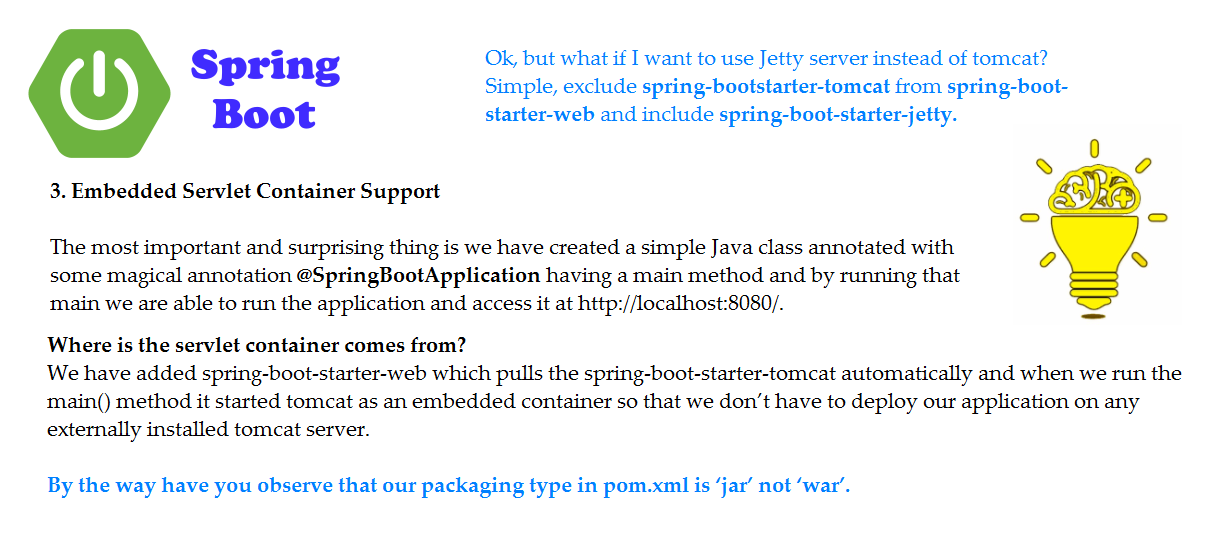 Spring
Boot
Ok, but what if I want to use Jetty server instead of tomcat?
Simple, exclude spring-bootstarter-tomcat from spring-boot-
starter-web and include spring-boot-starter-jetty.
3. Embedded Servlet Container Support
The most important and surprising thing is we have created a simple Java class annotated with
some magical annotation @SpringBootApplication having a main method and by running that
main we are able to run the application and access it at http://localhost:8080/.
Where is the servlet container comes from?
We have added spring-boot-starter-web which pulls the spring-boot-starter-tomcat automatically and when we run the
main() method it started tomcat as an embedded container so that we don’t have to deploy our application on any
externally installed tomcat server.
By the way have you observe that our packaging type in pom.xml is ‘jar’ not ‘war’.